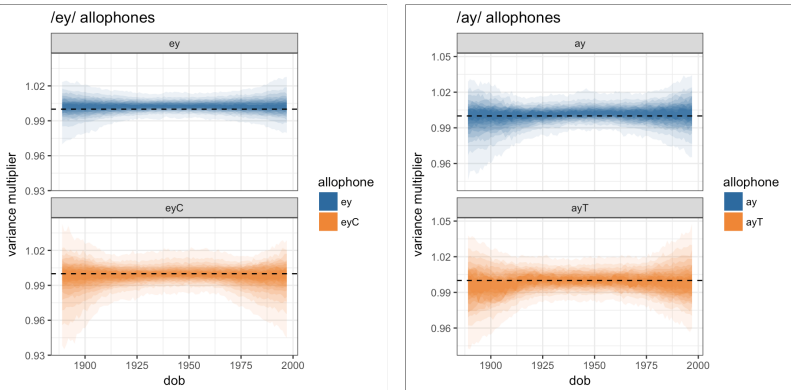 /ey/ allophones
ey
1.02
0.99
0.96
0.93
eyC
1.02
0.99
0.96
0.93
1900 1925 1950 1975 2000
dob
variance multiplier
allophone
ey
eyC
/ay/ allophones
ay
1.05
1.02
0.99
0.96
ayT
1.05
1.02
0.99
0.96
1900 1925 1950 1975 2000
dob
variance multiplier
allophone
ay
ayT